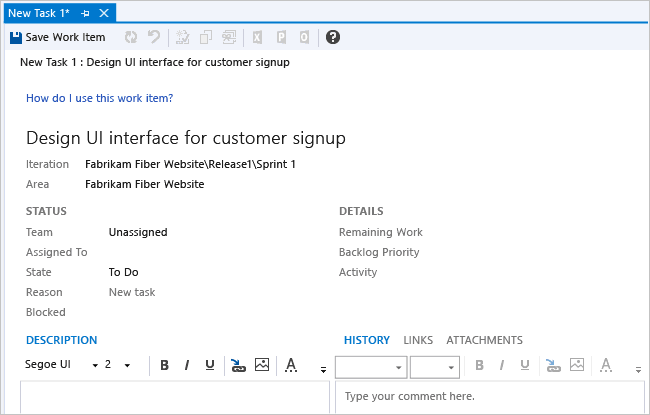 New Task 1*
Save Work Item
New Task 1 : Design UI interface for customer signup
How do I use this work item?
Design UI interface for customer signup
Iteration Fabrikam Fiber Website\Release1\Sprint 1
Area Fabrikam Fiber Website
STATUS
Team Unassigned
Assigned To
State To Do
Reason New task
Blocked
DETAILS
Remaining Work
Backlog Priority
Activity
DESCRIPTION
Segoe UI 2 B I U A
HISTORY LINKS ATTACHMENTS
B I U A
Type your comment here.